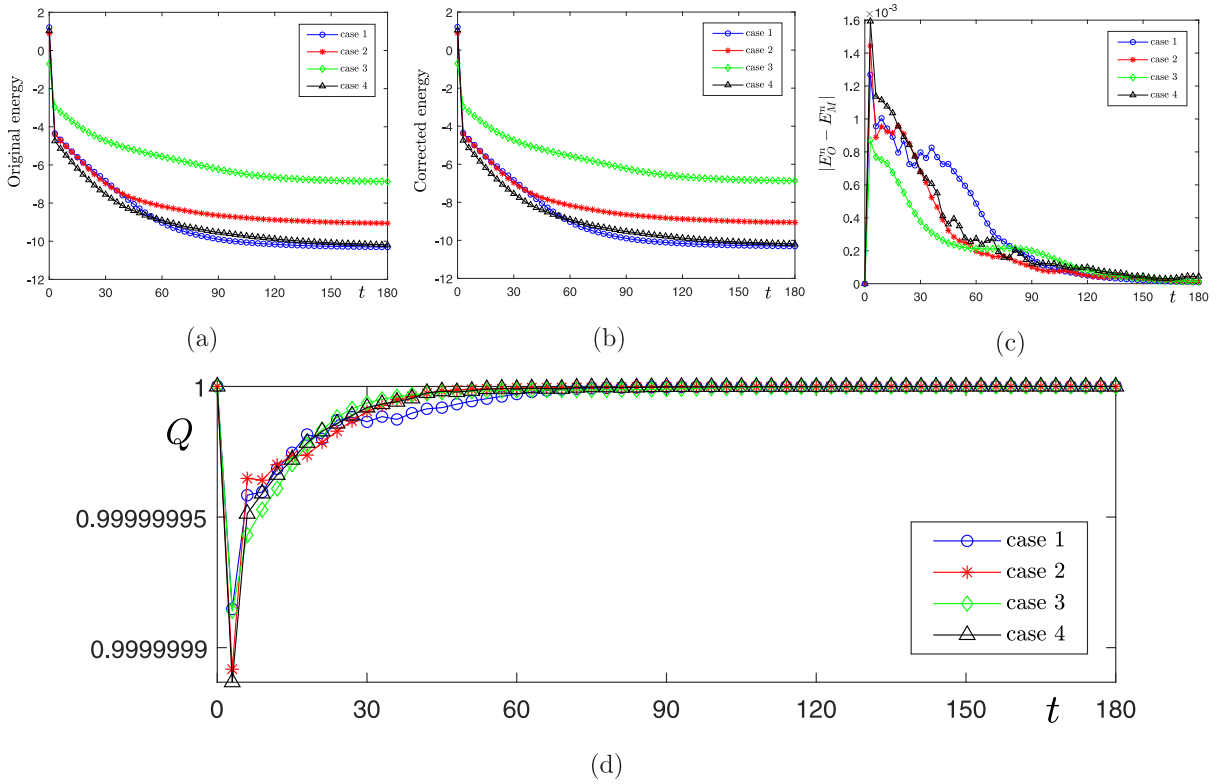 Original energy
2
0
-2
-4
-6
-8
-10
-12
0 30 60 90 120 150 180
t
case 1
case 2
case 3
case 4
(a)
Corrected energy
2
0
-2
-4
-6
-8
-10
-12
0 30 60 90 120 150 180
t
case 1
case 2
case 3
case 4
(b)
|E_O^n − E_M^n|
1.6 ×10^-3
1.4
1.2
1
0.8
0.6
0.4
0.2
0
0 30 60 90 120 150 180
t
case 1
case 2
case 3
case 4
(c)
Q
1
0.99999995
0.9999999
0 30 60 90 120 150 180
t
case 1
case 2
case 3
case 4
(d)